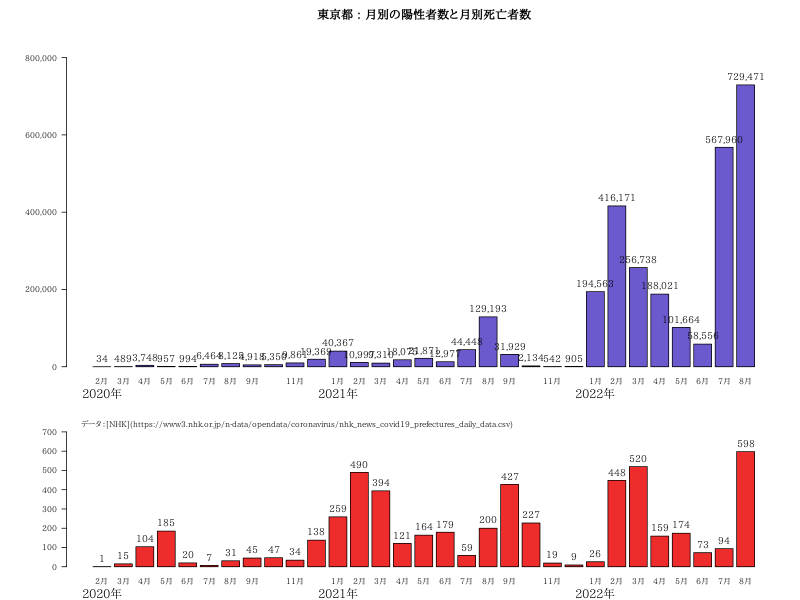 東京都：月別の陽性者数と月別死亡者数
800,000
600,000
400,000
200,000
0
34 489 3,748 957 994 6,464 8,125 4,918 5,350 9,861 19,369 40,367 10,997 9,310 18,075 21,871 12,977 44,448 129,193 31,929 2,134 542 905 194,563 416,171 256,738 188,021 101,664 58,556 567,960 729,471
2月 3月 4月 5月 6月 7月 8月 9月 11月 1月 2月 3月 4月 5月 6月 7月 8月 9月 11月 1月 2月 3月 4月 5月 6月 7月 8月
2020年 2021年 2022年
データ：[NHK](https://www3.nhk.or.jp/n-data/opendata/coronavirus/nhk_news_covid19_prefectures_daily_data.csv)
700
600
500
400
300
200
100
0
1 15 104 185 20 7 31 45 47 34 138 259 490 394 121 164 179 59 200 427 227 19 9 26 448 520 159 174 73 94 598
2月 3月 4月 5月 6月 7月 8月 9月 11月 1月 2月 3月 4月 5月 6月 7月 8月 9月 11月 1月 2月 3月 4月 5月 6月 7月 8月
2020年 2021年 2022年